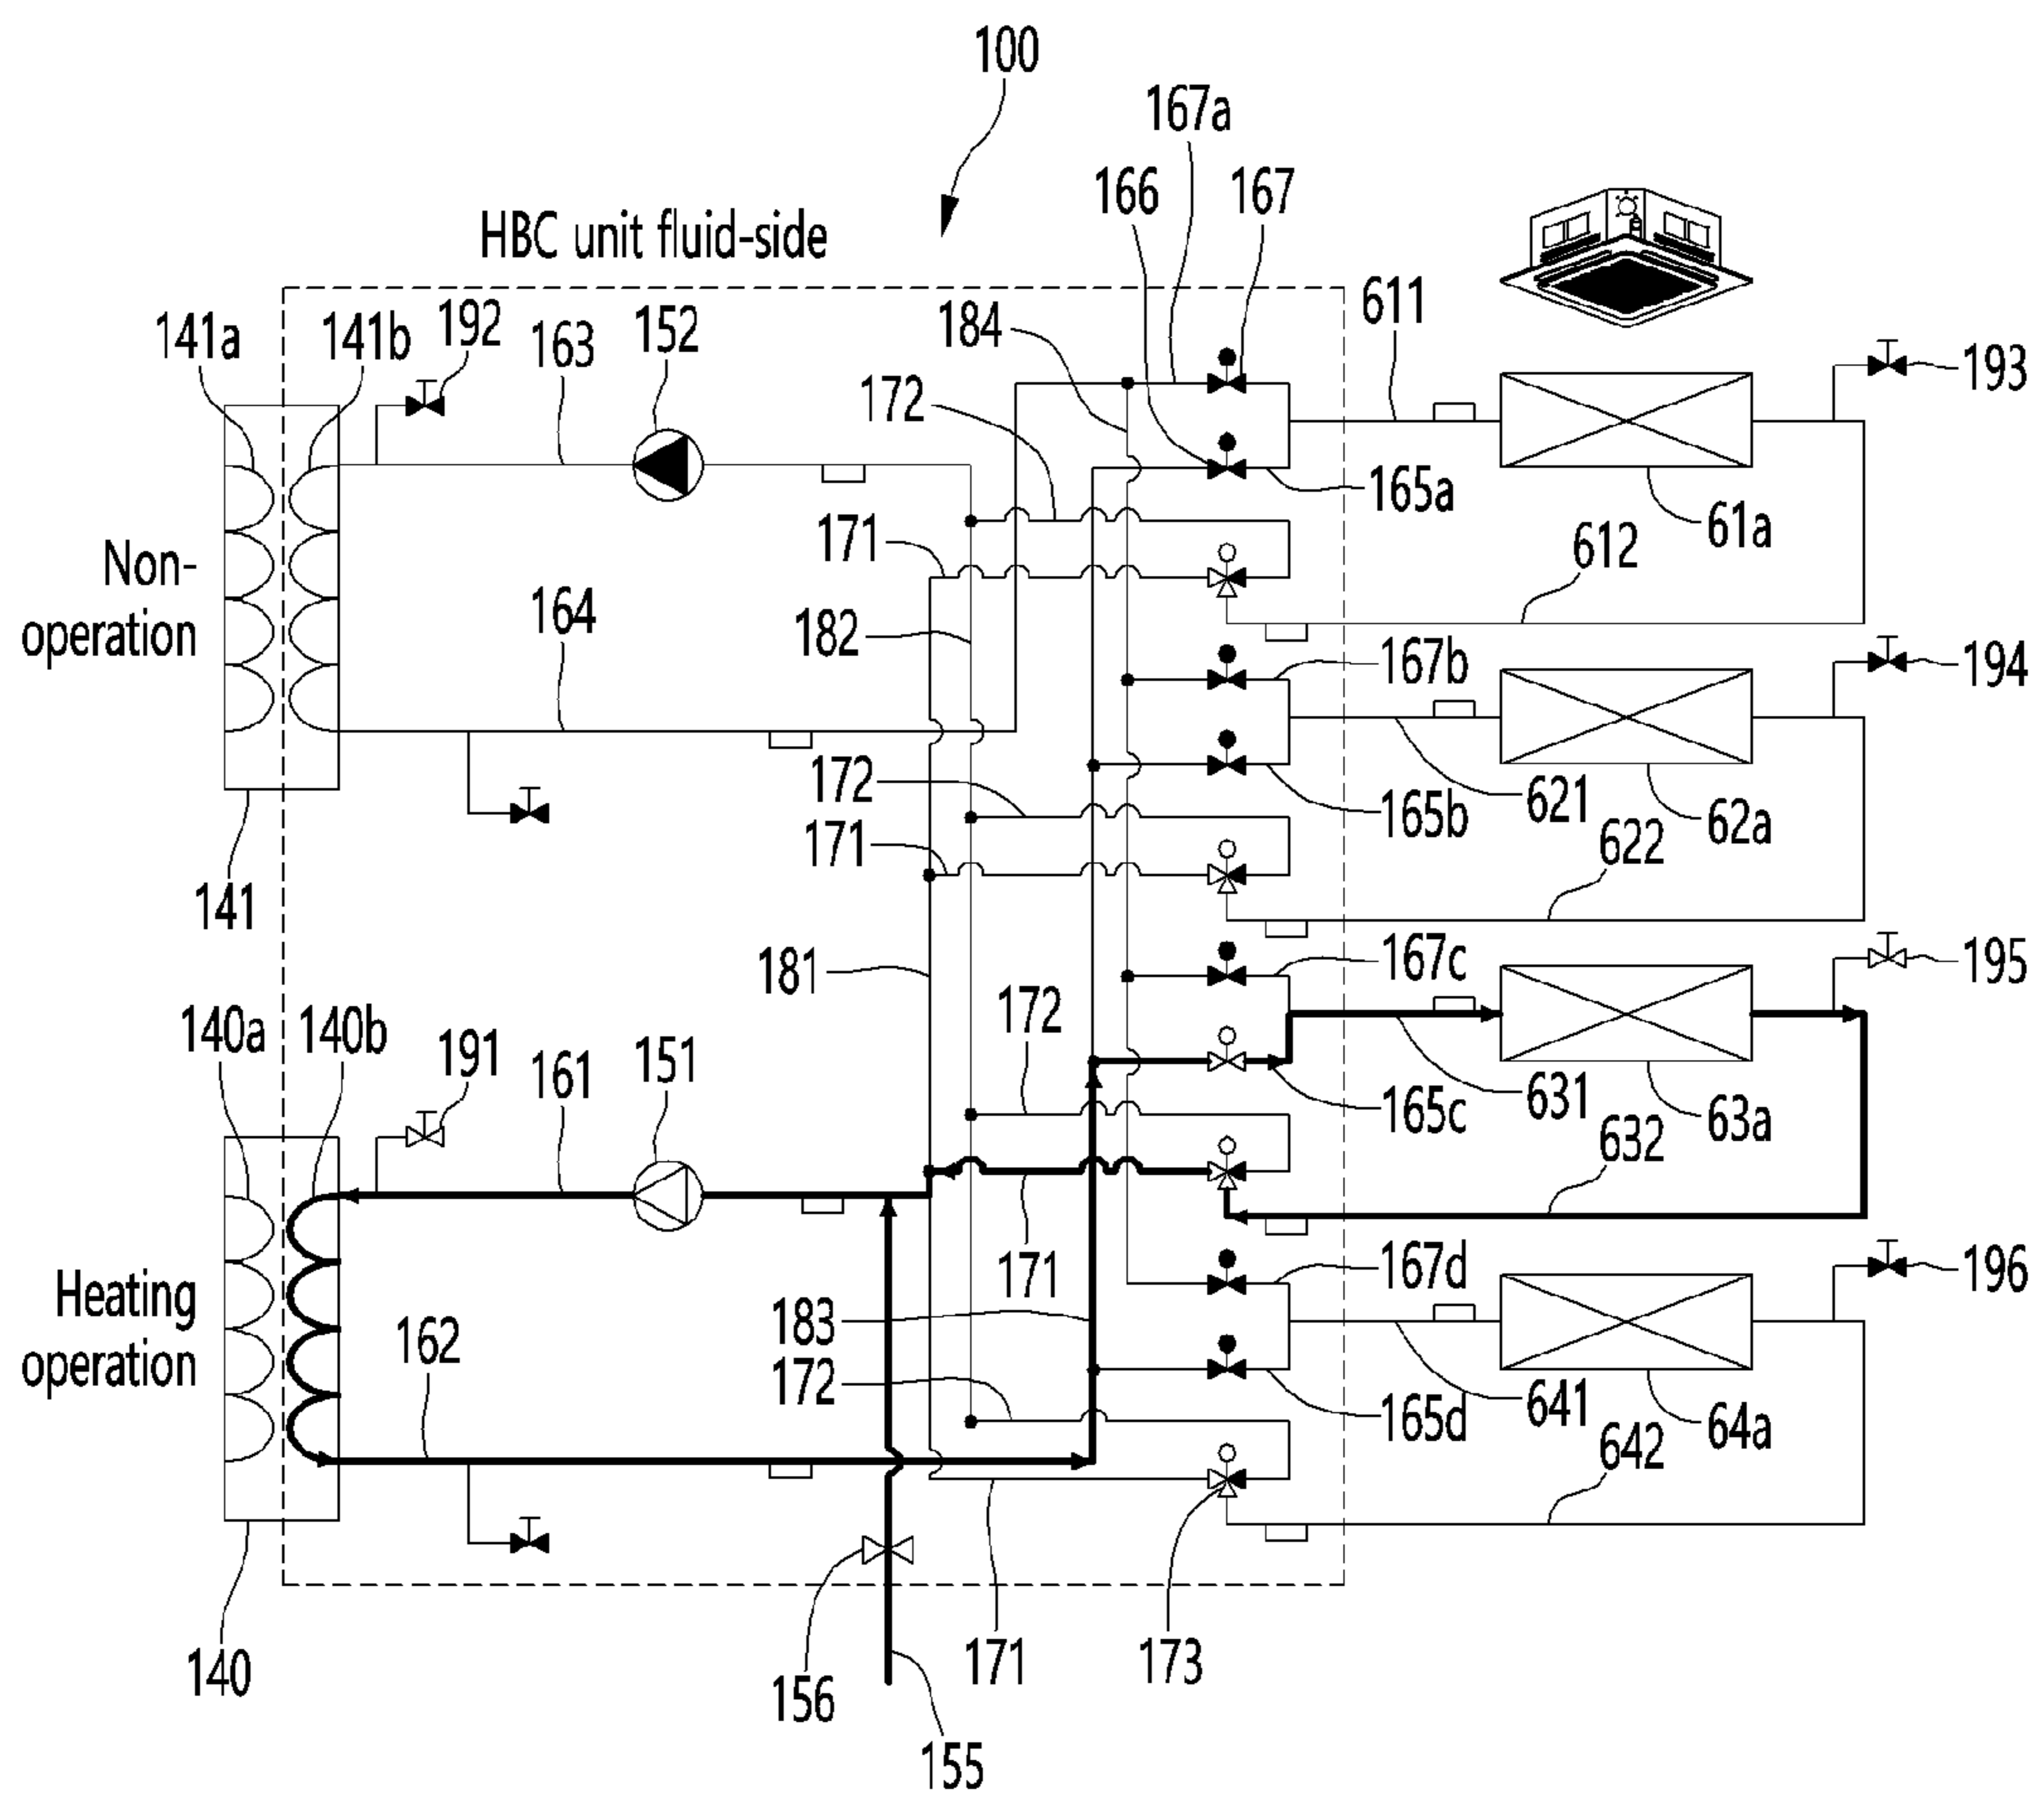 100
167a
166
167
HBC unit fluid-side
141a
141b
192
163
152
184
611
193
172
165a
61a
171
612
Non-
operation
164
182
167b
194
172
165b
621
62a
171
622
141
181
167c
195
140a
140b
191
161
151
172
165c
631
63a
632
171
167d
196
Heating
operation
162
183
172
165d
641
64a
642
140
156
171
173
155